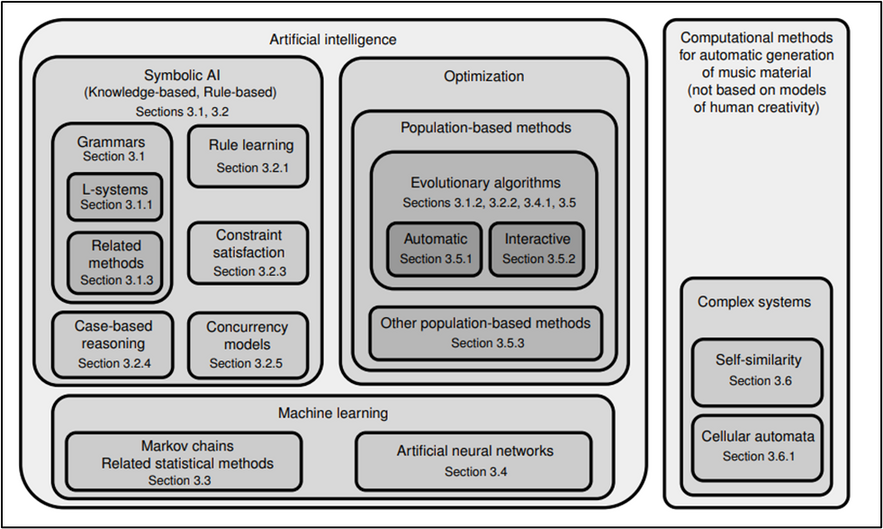 Artificial intelligence
Symbolic AI
(Knowledge-based, Rule-based)
Sections 3.1, 3.2
Grammars
Section 3.1
L-systems
Section 3.1.1
Related
methods
Section 3.1.3
Rule learning
Section 3.2.1
Constraint
satisfaction
Section 3.2.3
Case-based
reasoning
Section 3.2.4
Concurrency
models
Section 3.2.5
Optimization
Population-based methods
Evolutionary algorithms
Sections 3.1.2, 3.2.2, 3.4.1, 3.5
Automatic
Section 3.5.1
Interactive
Section 3.5.2
Other population-based methods
Section 3.5.3
Machine learning
Markov chains
Related statistical methods
Section 3.3
Artificial neural networks
Section 3.4
Computational methods
for automatic generation
of music material
(not based on models
of human creativity)
Complex systems
Self-similarity
Section 3.6
Cellular automata
Section 3.6.1